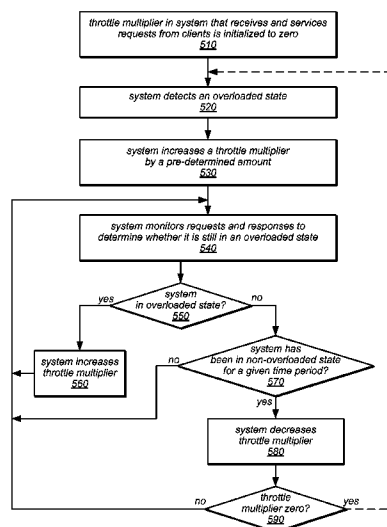 throttle multiplier in system that receives and services
requests from clients is initialized to zero
510
system detects an overloaded state
520
system increases a throttle multiplier
by a pre-determined amount
530
system monitors requests and responses to
determine whether it is still in an overloaded state
540
system
in overloaded state?
550
yes
no
system increases
throttle multiplier
560
no
system has
been in non-overloaded state
for a given time period?
570
yes
system decreases
throttle multiplier
580
no
throttle
multiplier zero?
590
yes